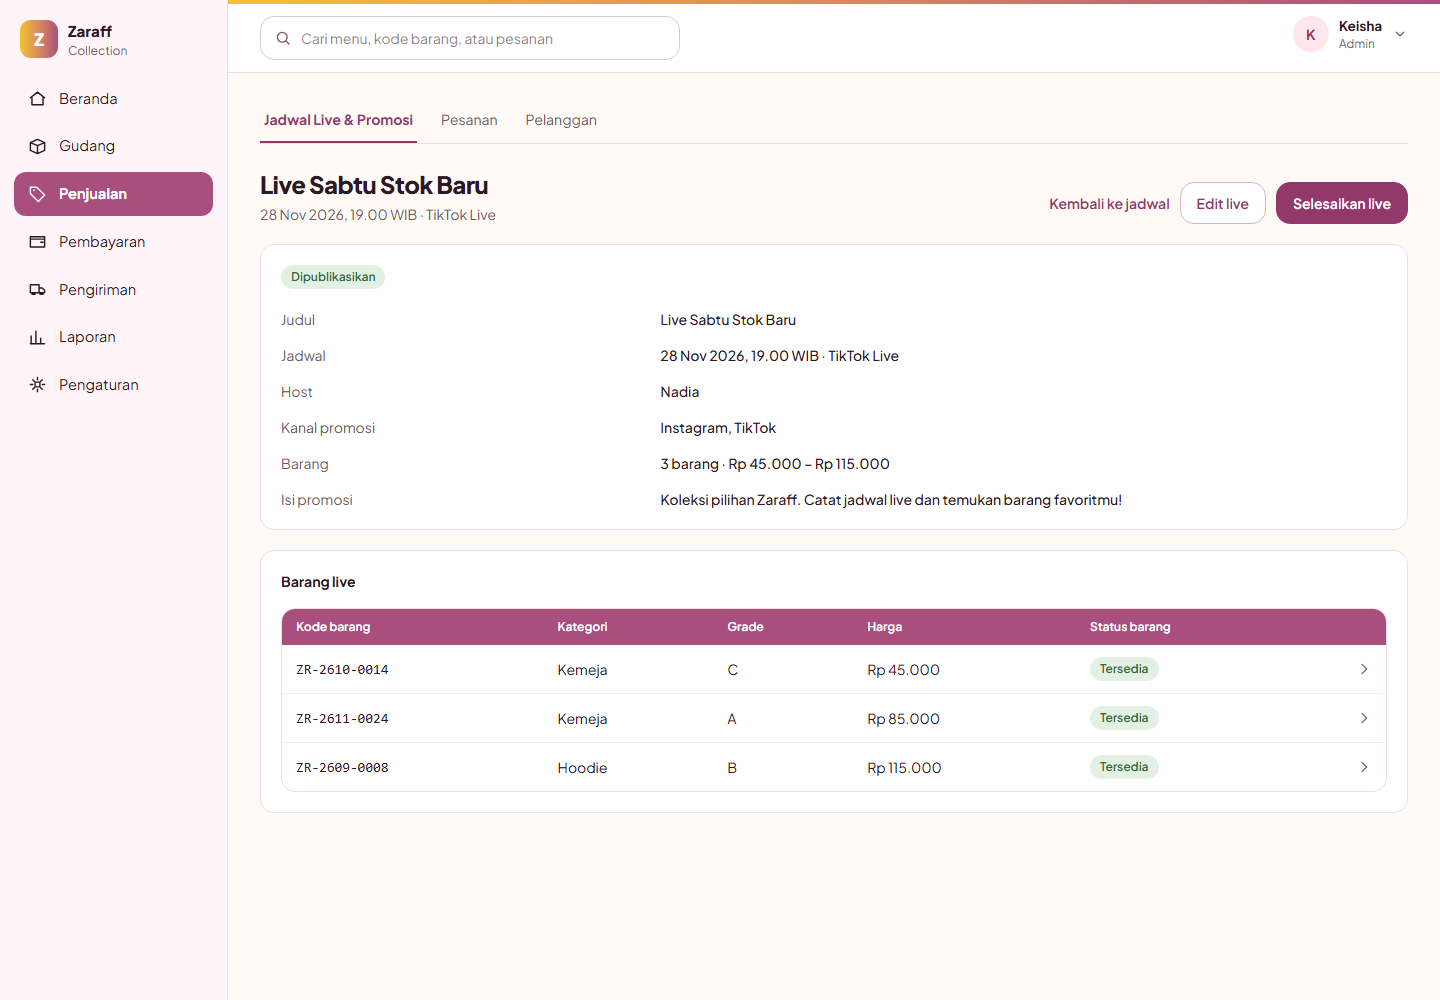 Z
Zaraff
Collection
Cari menu, kode barang, atau pesanan
K
Keisha
Admin
Beranda
Gudang
Penjualan
Pembayaran
Pengiriman
Laporan
Pengaturan
Jadwal Live & Promosi Pesanan Pelanggan
Live Sabtu Stok Baru
28 Nov 2026, 19.00 WIB · TikTok Live
Kembali ke jadwal Edit live Selesaikan live
Dipublikasikan
Judul Live Sabtu Stok Baru
Jadwal 28 Nov 2026, 19.00 WIB · TikTok Live
Host Nadia
Kanal promosi Instagram, TikTok
Barang 3 barang · Rp 45.000 – Rp 115.000
Isi promosi Koleksi pilihan Zaraff. Catat jadwal live dan temukan barang favoritmu!
Barang live
Kode barang Kategori Grade Harga Status barang
ZR-2610-0014 Kemeja C Rp 45.000 Tersedia
ZR-2611-0024 Kemeja A Rp 85.000 Tersedia
ZR-2609-0008 Hoodie B Rp 115.000 Tersedia